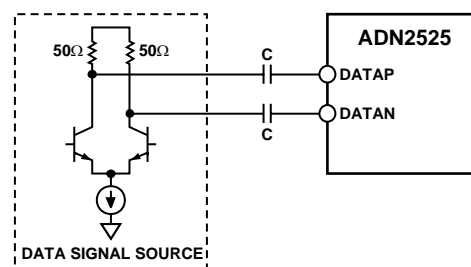 50Ω 50Ω
C
ADN2525
DATAP
DATAN
C
DATA SIGNAL SOURCE